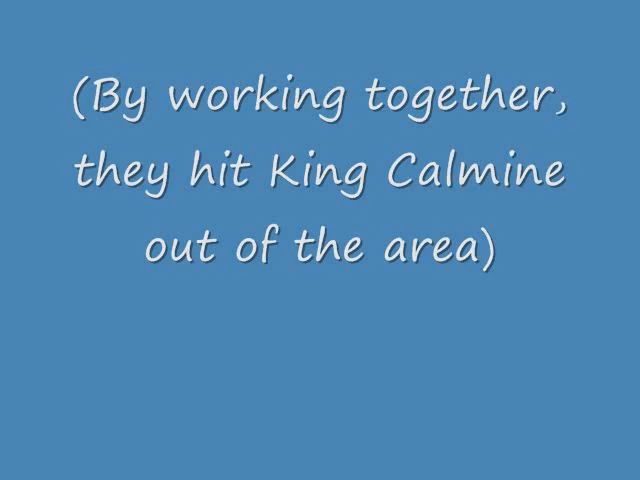 (By working together,
they hit King Calmine
out of the area)